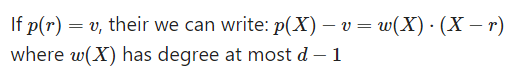 If p(r) = v, their we can write: p(X) − v = w(X) · (X − r)
where w(X) has degree at most d − 1